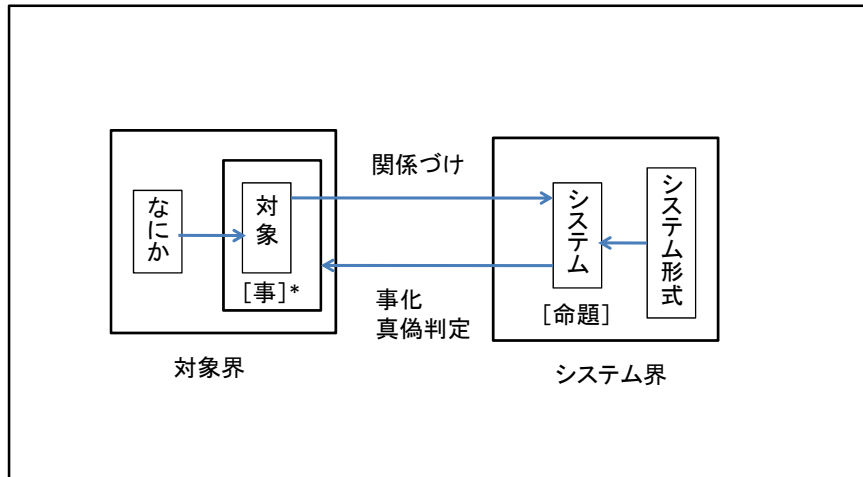 関係づけ
なにか
対象
[事]*
システム
システム形式
[命題]
事化
真偽判定
対象界
システム界